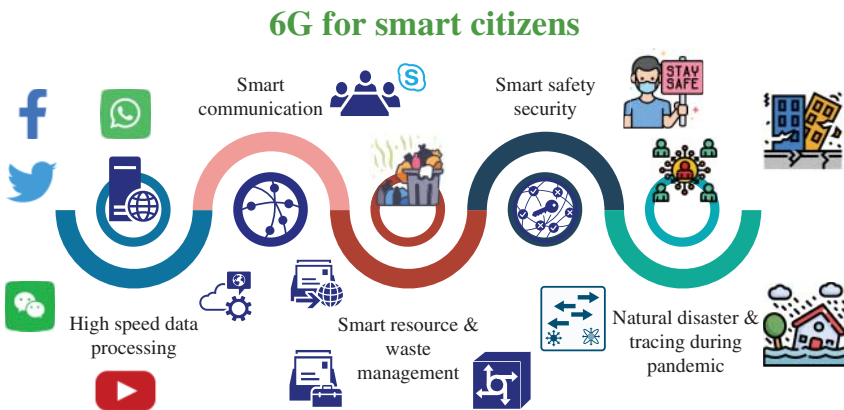 6G for smart citizens
Smart
communication
S
Smart safety
security
STAY
SAFE
High speed data
processing
Smart resource &
waste
management
Natural disaster &
tracing during
pandemic